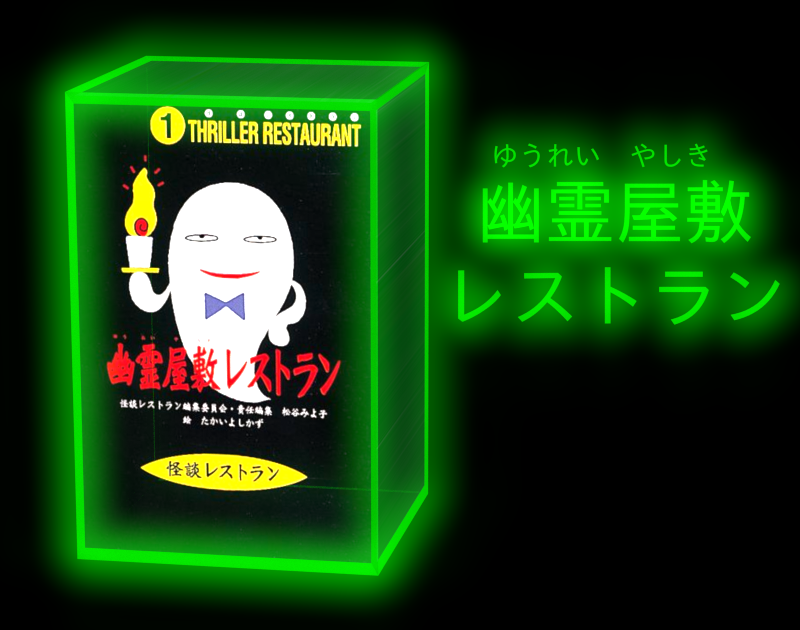 1 THRILLER RESTAURANT
幽霊屋敷レストラン
怪談レストラン編集委員会・責任編集 松谷みよ子
絵 たかいよしかず
怪談レストラン
ゆうれい やしき
幽霊屋敷
レストラン